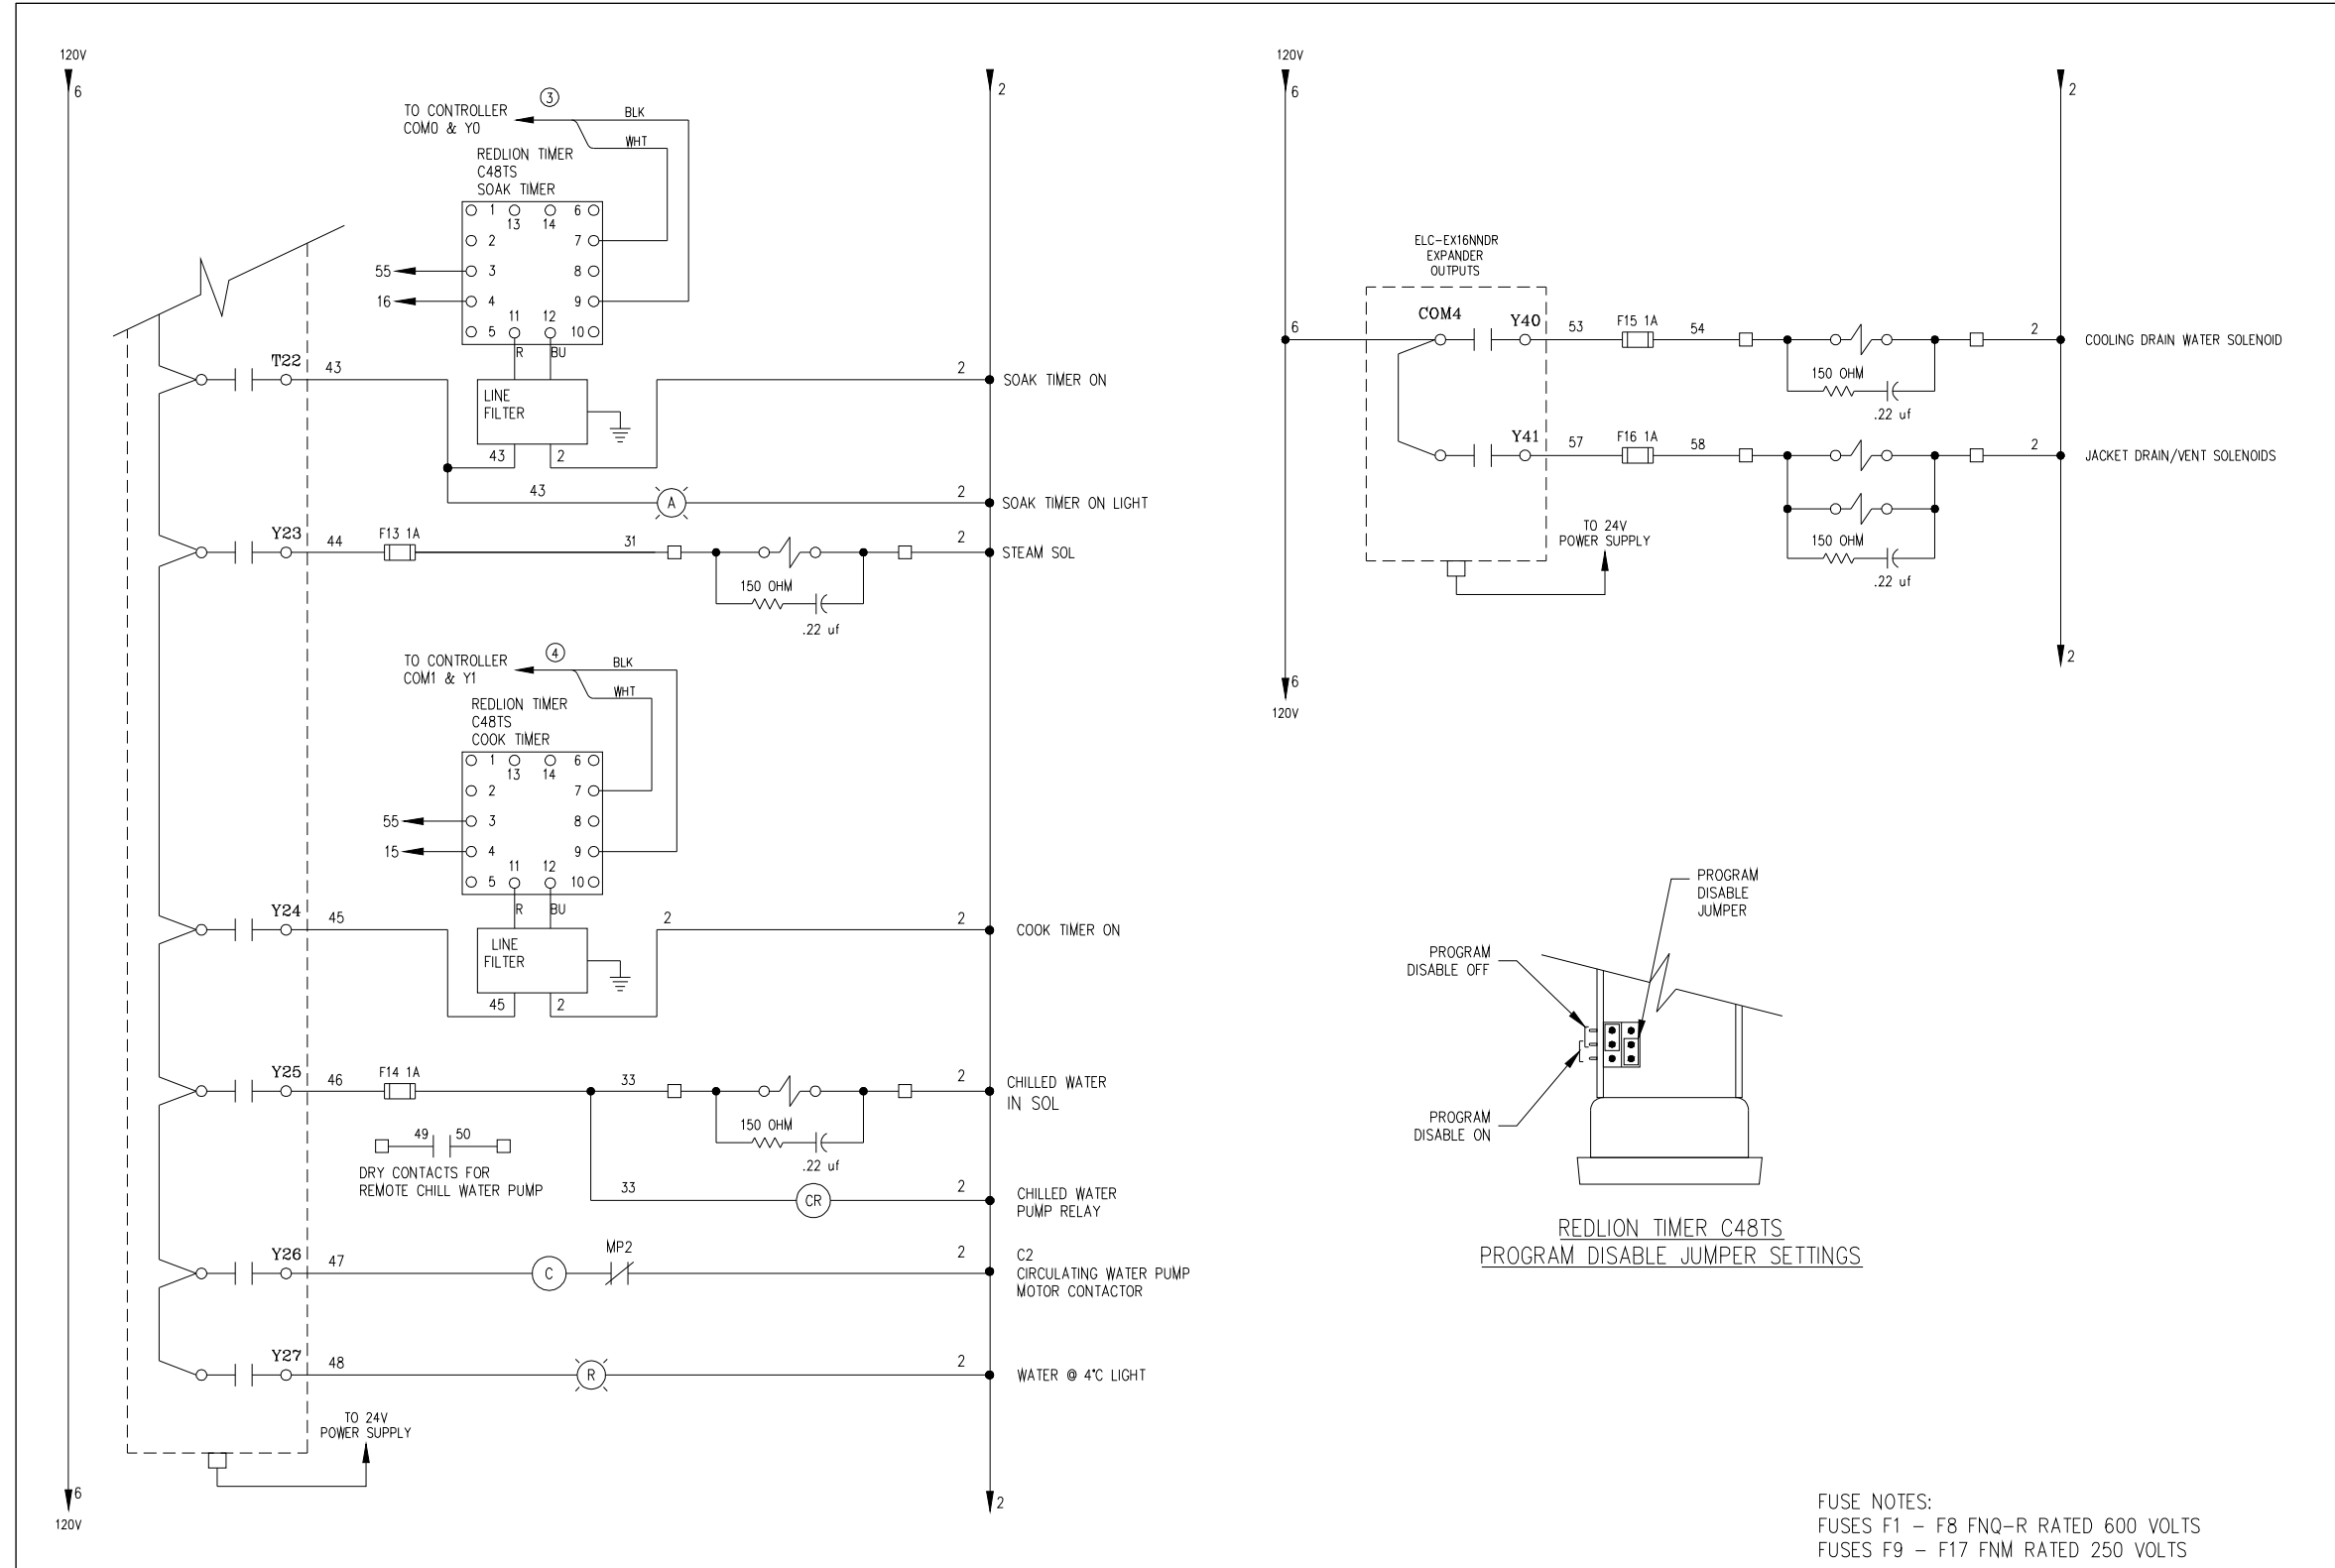 120V
6
2
3
TO CONTROLLER
COM0 & Y0
BLK
WHT
REDLION TIMER
C48TS
SOAK TIMER
1
13
14
6
2
7
55
3
8
16
4
9
11
12
5
10
R
BU
T22
43
LINE
FILTER
2
SOAK TIMER ON
43
2
43
2
SOAK TIMER ON LIGHT
A
Y23
44
F13 1A
31
2
STEAM SOL
150 OHM
.22 uf
4
TO CONTROLLER
COM1 & Y1
BLK
WHT
REDLION TIMER
C48TS
COOK TIMER
1
13
14
6
2
7
55
3
8
15
4
9
11
12
5
10
R
BU
Y24
45
LINE
FILTER
2
2
COOK TIMER ON
45
2
Y25
46
F14 1A
33
2
CHILLED WATER
IN SOL
150 OHM
.22 uf
49
50
DRY CONTACTS FOR
REMOTE CHILL WATER PUMP
33
CR
2
CHILLED WATER
PUMP RELAY
Y26
47
C
MP2
2
C2
CIRCULATING WATER PUMP
MOTOR CONTACTOR
Y27
48
R
2
WATER @ 4°C LIGHT
TO 24V
POWER SUPPLY
6
120V
2
120V
6
2
ELC-EX16NNDR
EXPANDER
OUTPUTS
6
COM4
Y40
53
F15 1A
54
2
COOLING DRAIN WATER SOLENOID
150 OHM
.22 uf
Y41
57
F16 1A
58
2
JACKET DRAIN/VENT SOLENOIDS
150 OHM
.22 uf
TO 24V
POWER SUPPLY
6
120V
2
PROGRAM
DISABLE
JUMPER
PROGRAM
DISABLE OFF
PROGRAM
DISABLE ON
REDLION TIMER C48TS
PROGRAM DISABLE JUMPER SETTINGS
FUSE NOTES:
FUSES F1 - F8 FNQ-R RATED 600 VOLTS
FUSES F9 - F17 FNM RATED 250 VOLTS